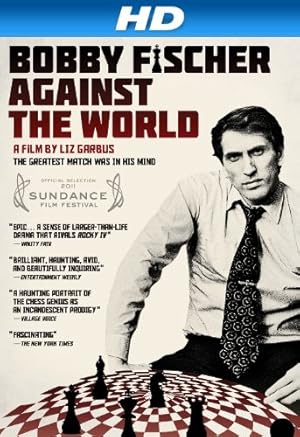 HD
BOBBY FISCHER
AGAINST
THE WORLD
A FILM BY LIZ GARBUS
THE GREATEST MATCH WAS IN HIS MIND
OFFICIAL SELECTION
2011
SUNDANCE
FILM FESTIVAL
"EPIC... A SENSE OF LARGER-THAN-LIFE
DRAMA THAT RIVALS ROCKY IV"
– VANITY FAIR
"BRILLIANT, HAUNTING, AVID,
AND BEAUTIFULLY INQUIRING"
– ENTERTAINMENT WEEKLY
"A HAUNTING PORTRAIT OF
THE CHESS GENIUS AS
AN INCANDESCENT PRODIGY"
– VILLAGE VOICE
"FASCINATING"
– THE NEW YORK TIMES